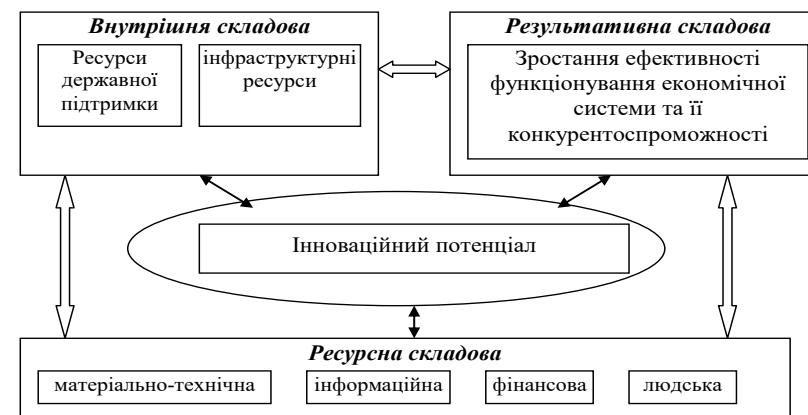 Внутрішня складова
Ресурси
державної
підтримки
інфраструктурні
ресурси
Результативна складова
Зростання ефективності
функціонування економічної
системи та її
конкурентоспроможності
Інноваційний потенціал
Ресурсна складова
матеріально-технічна
інформаційна
фінансова
людська